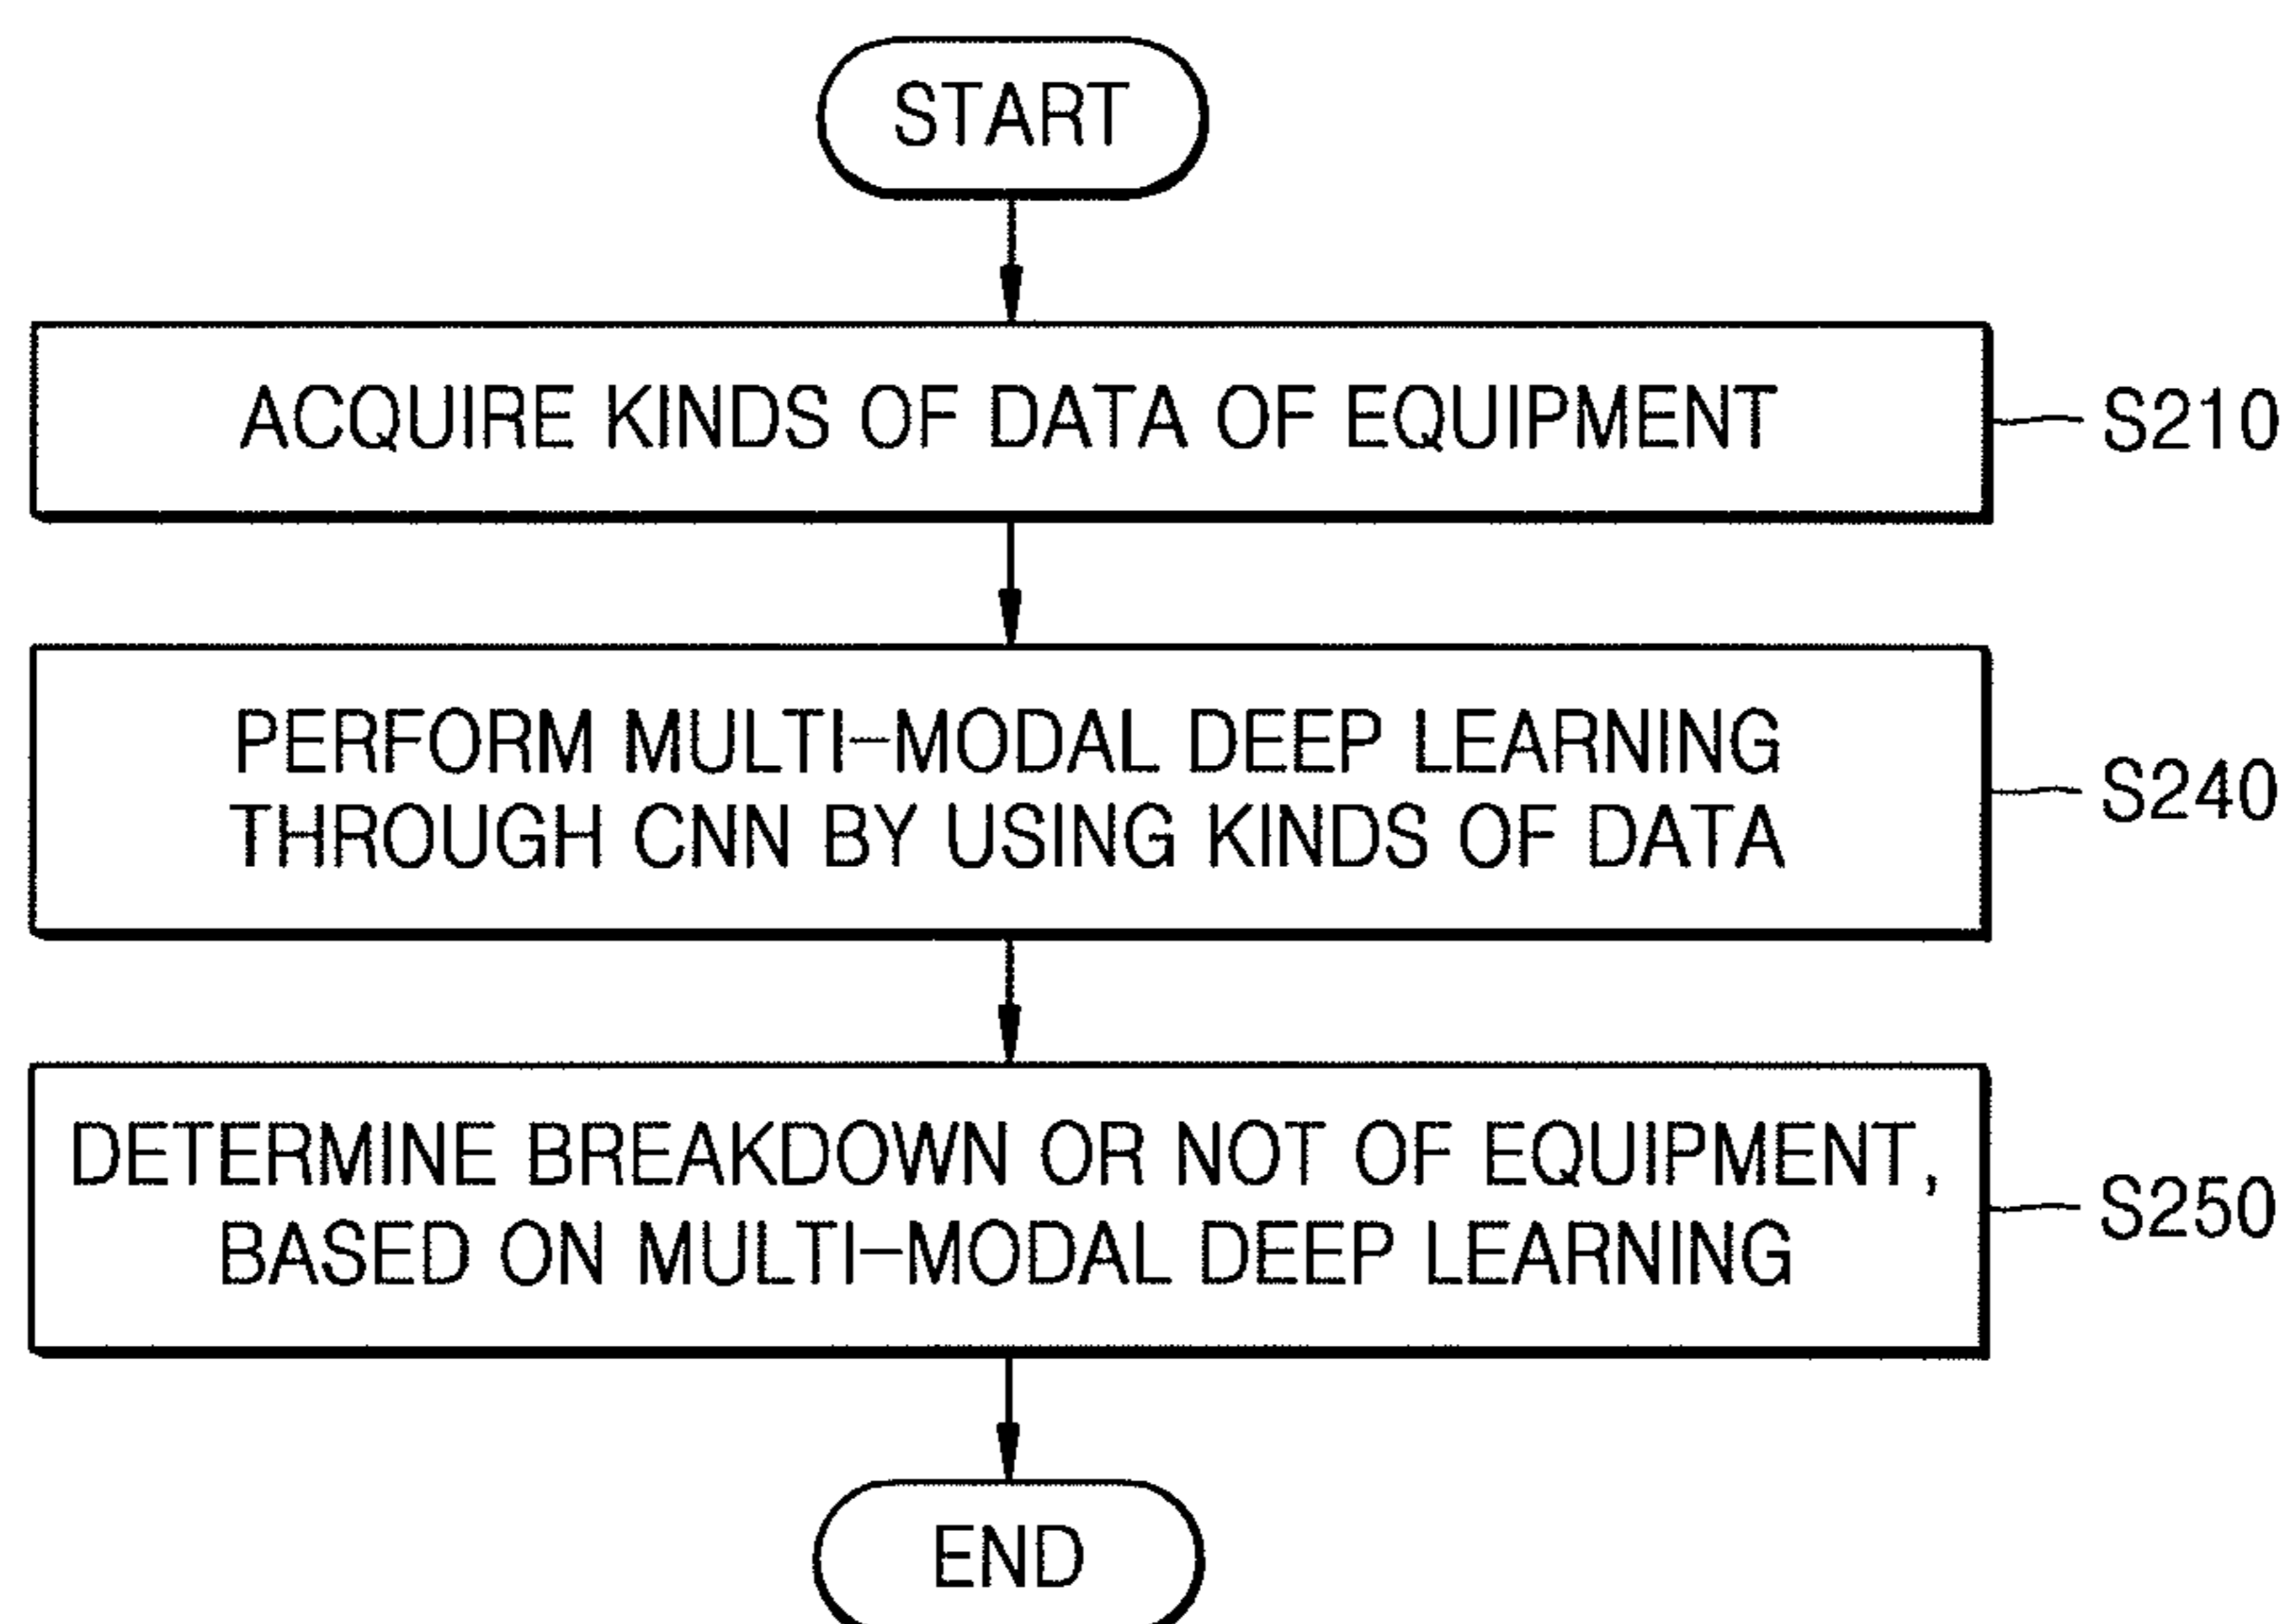 START
ACQUIRE KINDS OF DATA OF EQUIPMENT
S210
PERFORM MULTI-MODAL DEEP LEARNING
THROUGH CNN BY USING KINDS OF DATA
S240
DETERMINE BREAKDOWN OR NOT OF EQUIPMENT,
BASED ON MULTI-MODAL DEEP LEARNING
S250
END